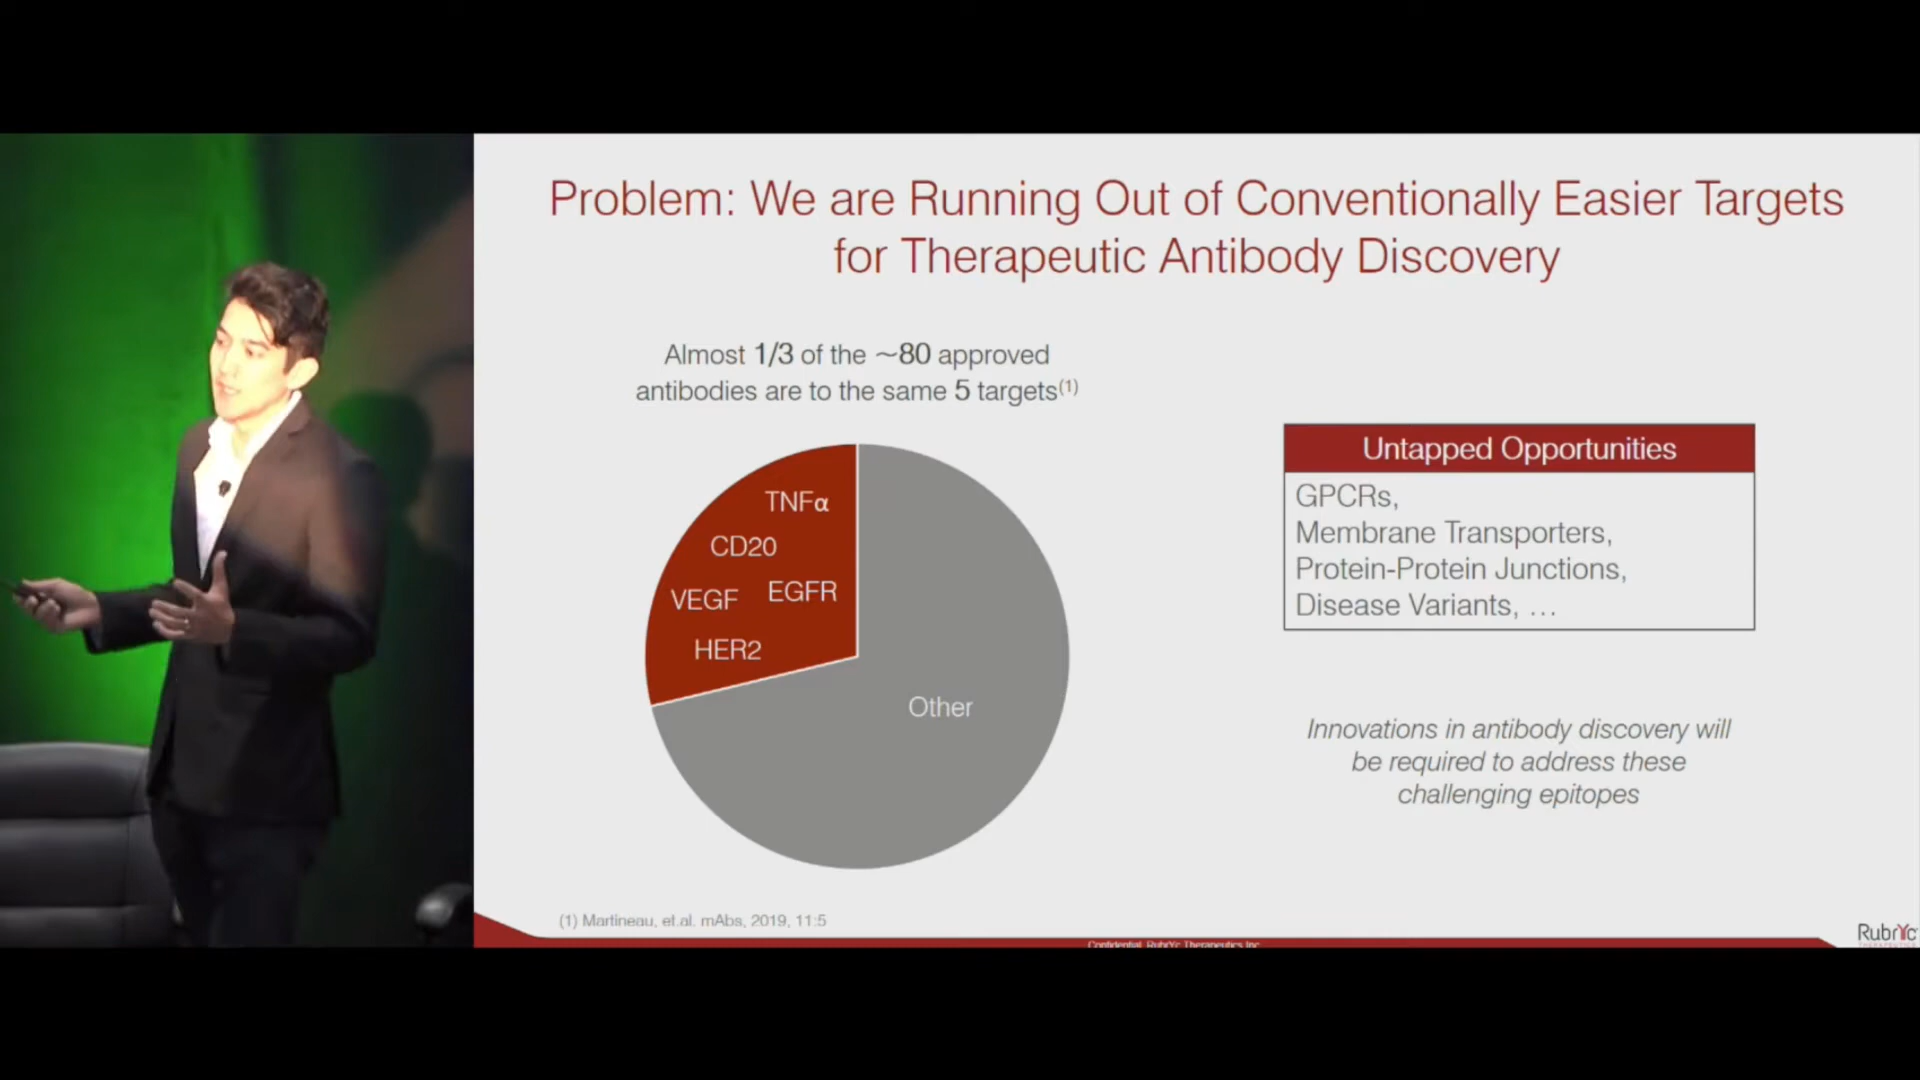 Problem: We are Running Out of Conventionally Easier Targets
for Therapeutic Antibody Discovery
Almost 1/3 of the ~80 approved
antibodies are to the same 5 targets(1)
TNFα
CD20
VEGF EGFR
HER2
Other
Untapped Opportunities
GPCRs,
Membrane Transporters,
Protein-Protein Junctions,
Disease Variants, ...
Innovations in antibody discovery will
be required to address these
challenging epitopes
(1) Martineau, et.al. mAbs, 2019, 11:5
Confidential, RubrYc Therapeutics Inc
RubrYc
THERAPEUTICS